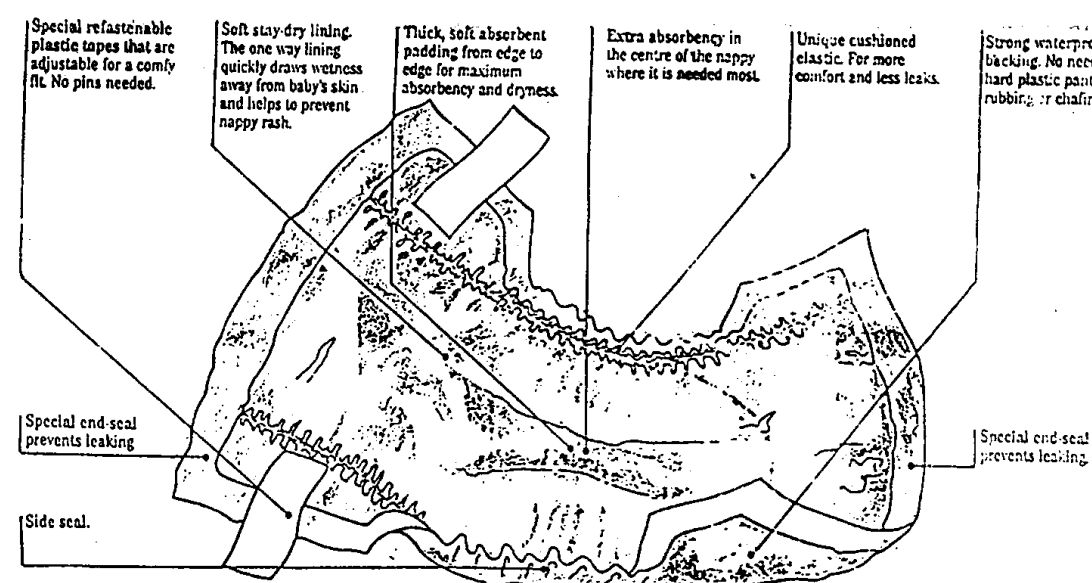 Special refastenable
plastic tapes that are
adjustable for a comfy
fit. No pins needed.
Soft stay-dry lining.
The one way lining
quickly draws wetness
away from baby's skin
and helps to prevent
nappy rash.
Thick, soft absorbent
padding from edge to
edge for maximum
absorbency and dryness.
Extra absorbency in
the centre of the nappy
where it is needed most.
Unique cushioned
elastic. For more
comfort and less leaks.
Strong waterpro
backing. No nee
hard plastic pant
rubbing or chafin
Special end-seal
prevents leaking
Special end-seal
prevents leaking.
Side seal.